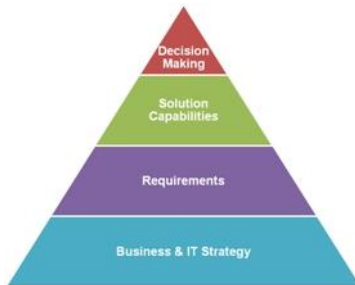 Decision
Making
Solution
Capabilities
Requirements
Business & IT Strategy